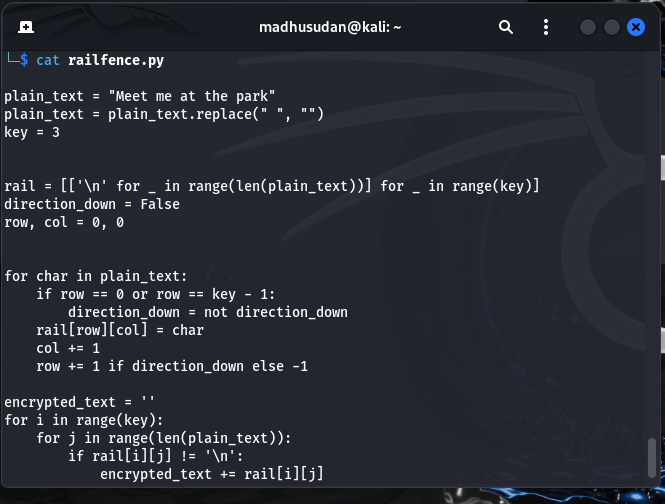 madhusudan@kali: ~
└─$ cat railfence.py
plain_text = "Meet me at the park"
plain_text = plain_text.replace(" ", "")
key = 3
rail = [['\n' for _ in range(len(plain_text))] for _ in range(key)]
direction_down = False
row, col = 0, 0
for char in plain_text:
    if row == 0 or row == key - 1:
        direction_down = not direction_down
    rail[row][col] = char
    col += 1
    row += 1 if direction_down else -1
encrypted_text = ''
for i in range(key):
    for j in range(len(plain_text)):
        if rail[i][j] != '\n':
            encrypted_text += rail[i][j]